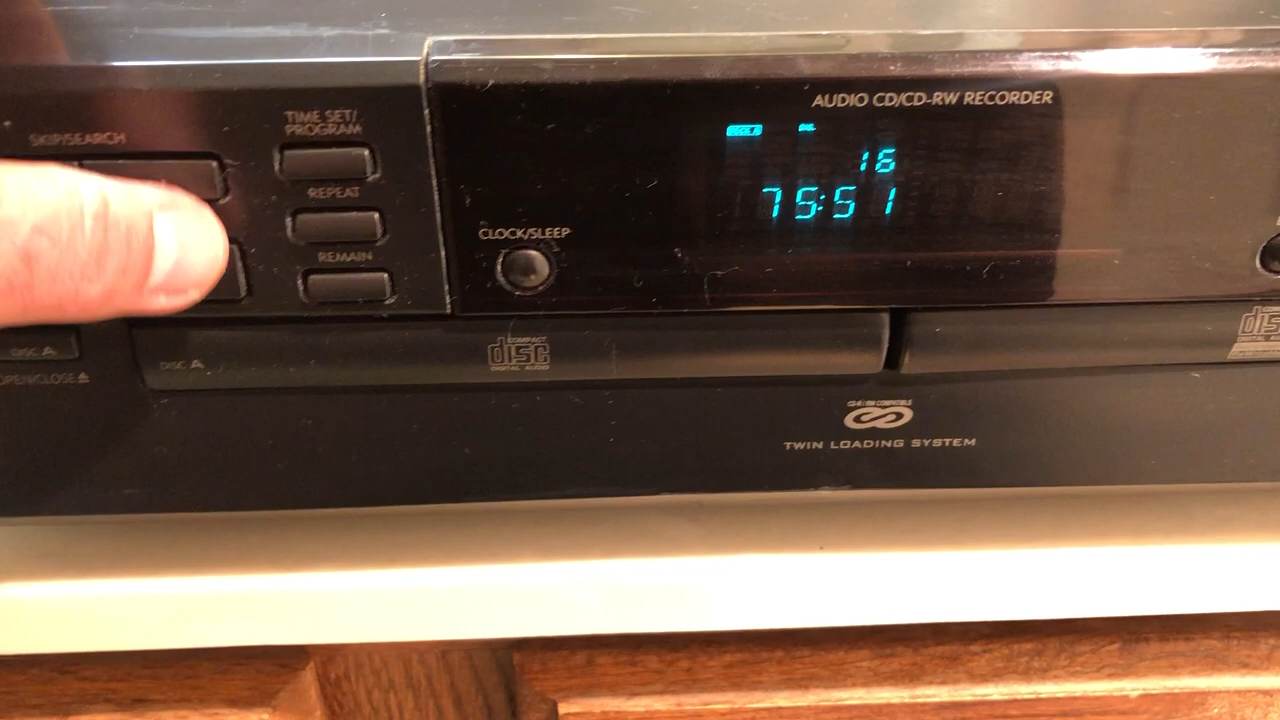 SKIP/SEARCH
TIME SET/
PROGRAM
REPEAT
REMAIN
CLOCK/SLEEP
AUDIO CD/CD-RW RECORDER
16
75:51
DISC A
OPEN/CLOSE
DISC A
COMPACT
disc
DIGITAL AUDIO
TWIN LOADING SYSTEM